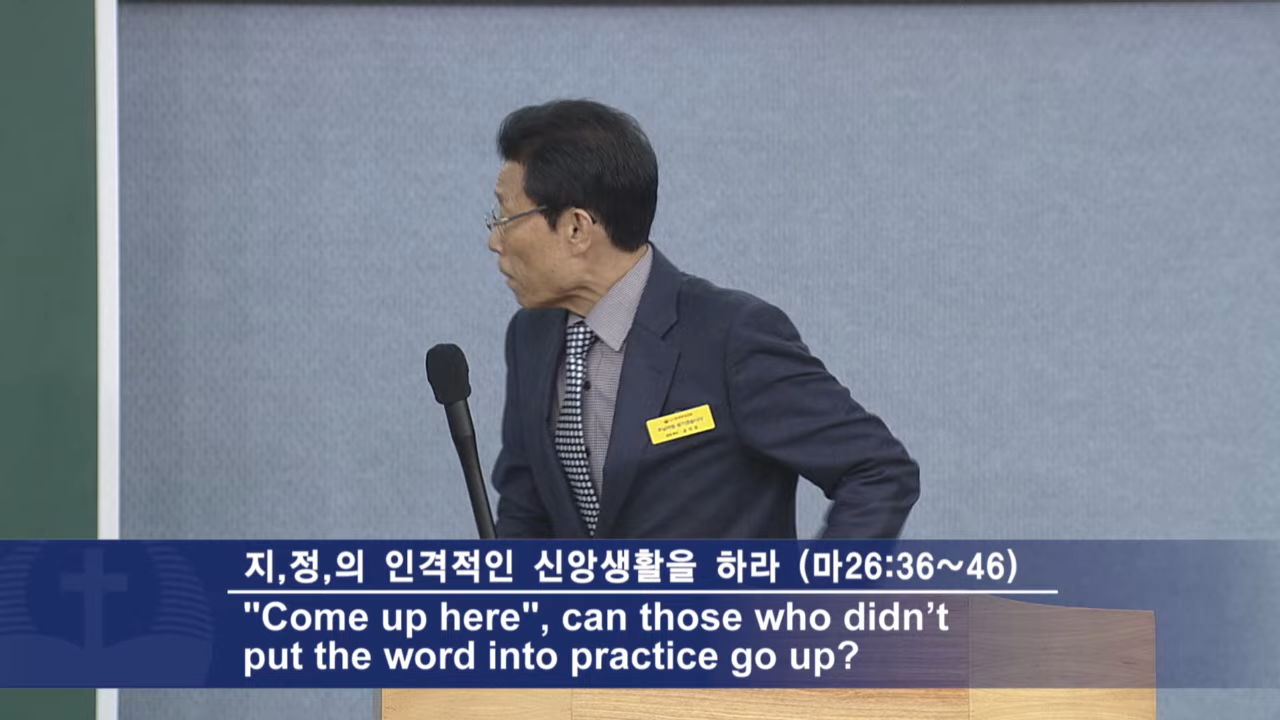 지,정,의 인격적인 신앙생활을 하라 (마26:36~46)
"Come up here", can those who didn’t
put the word into practice go up?